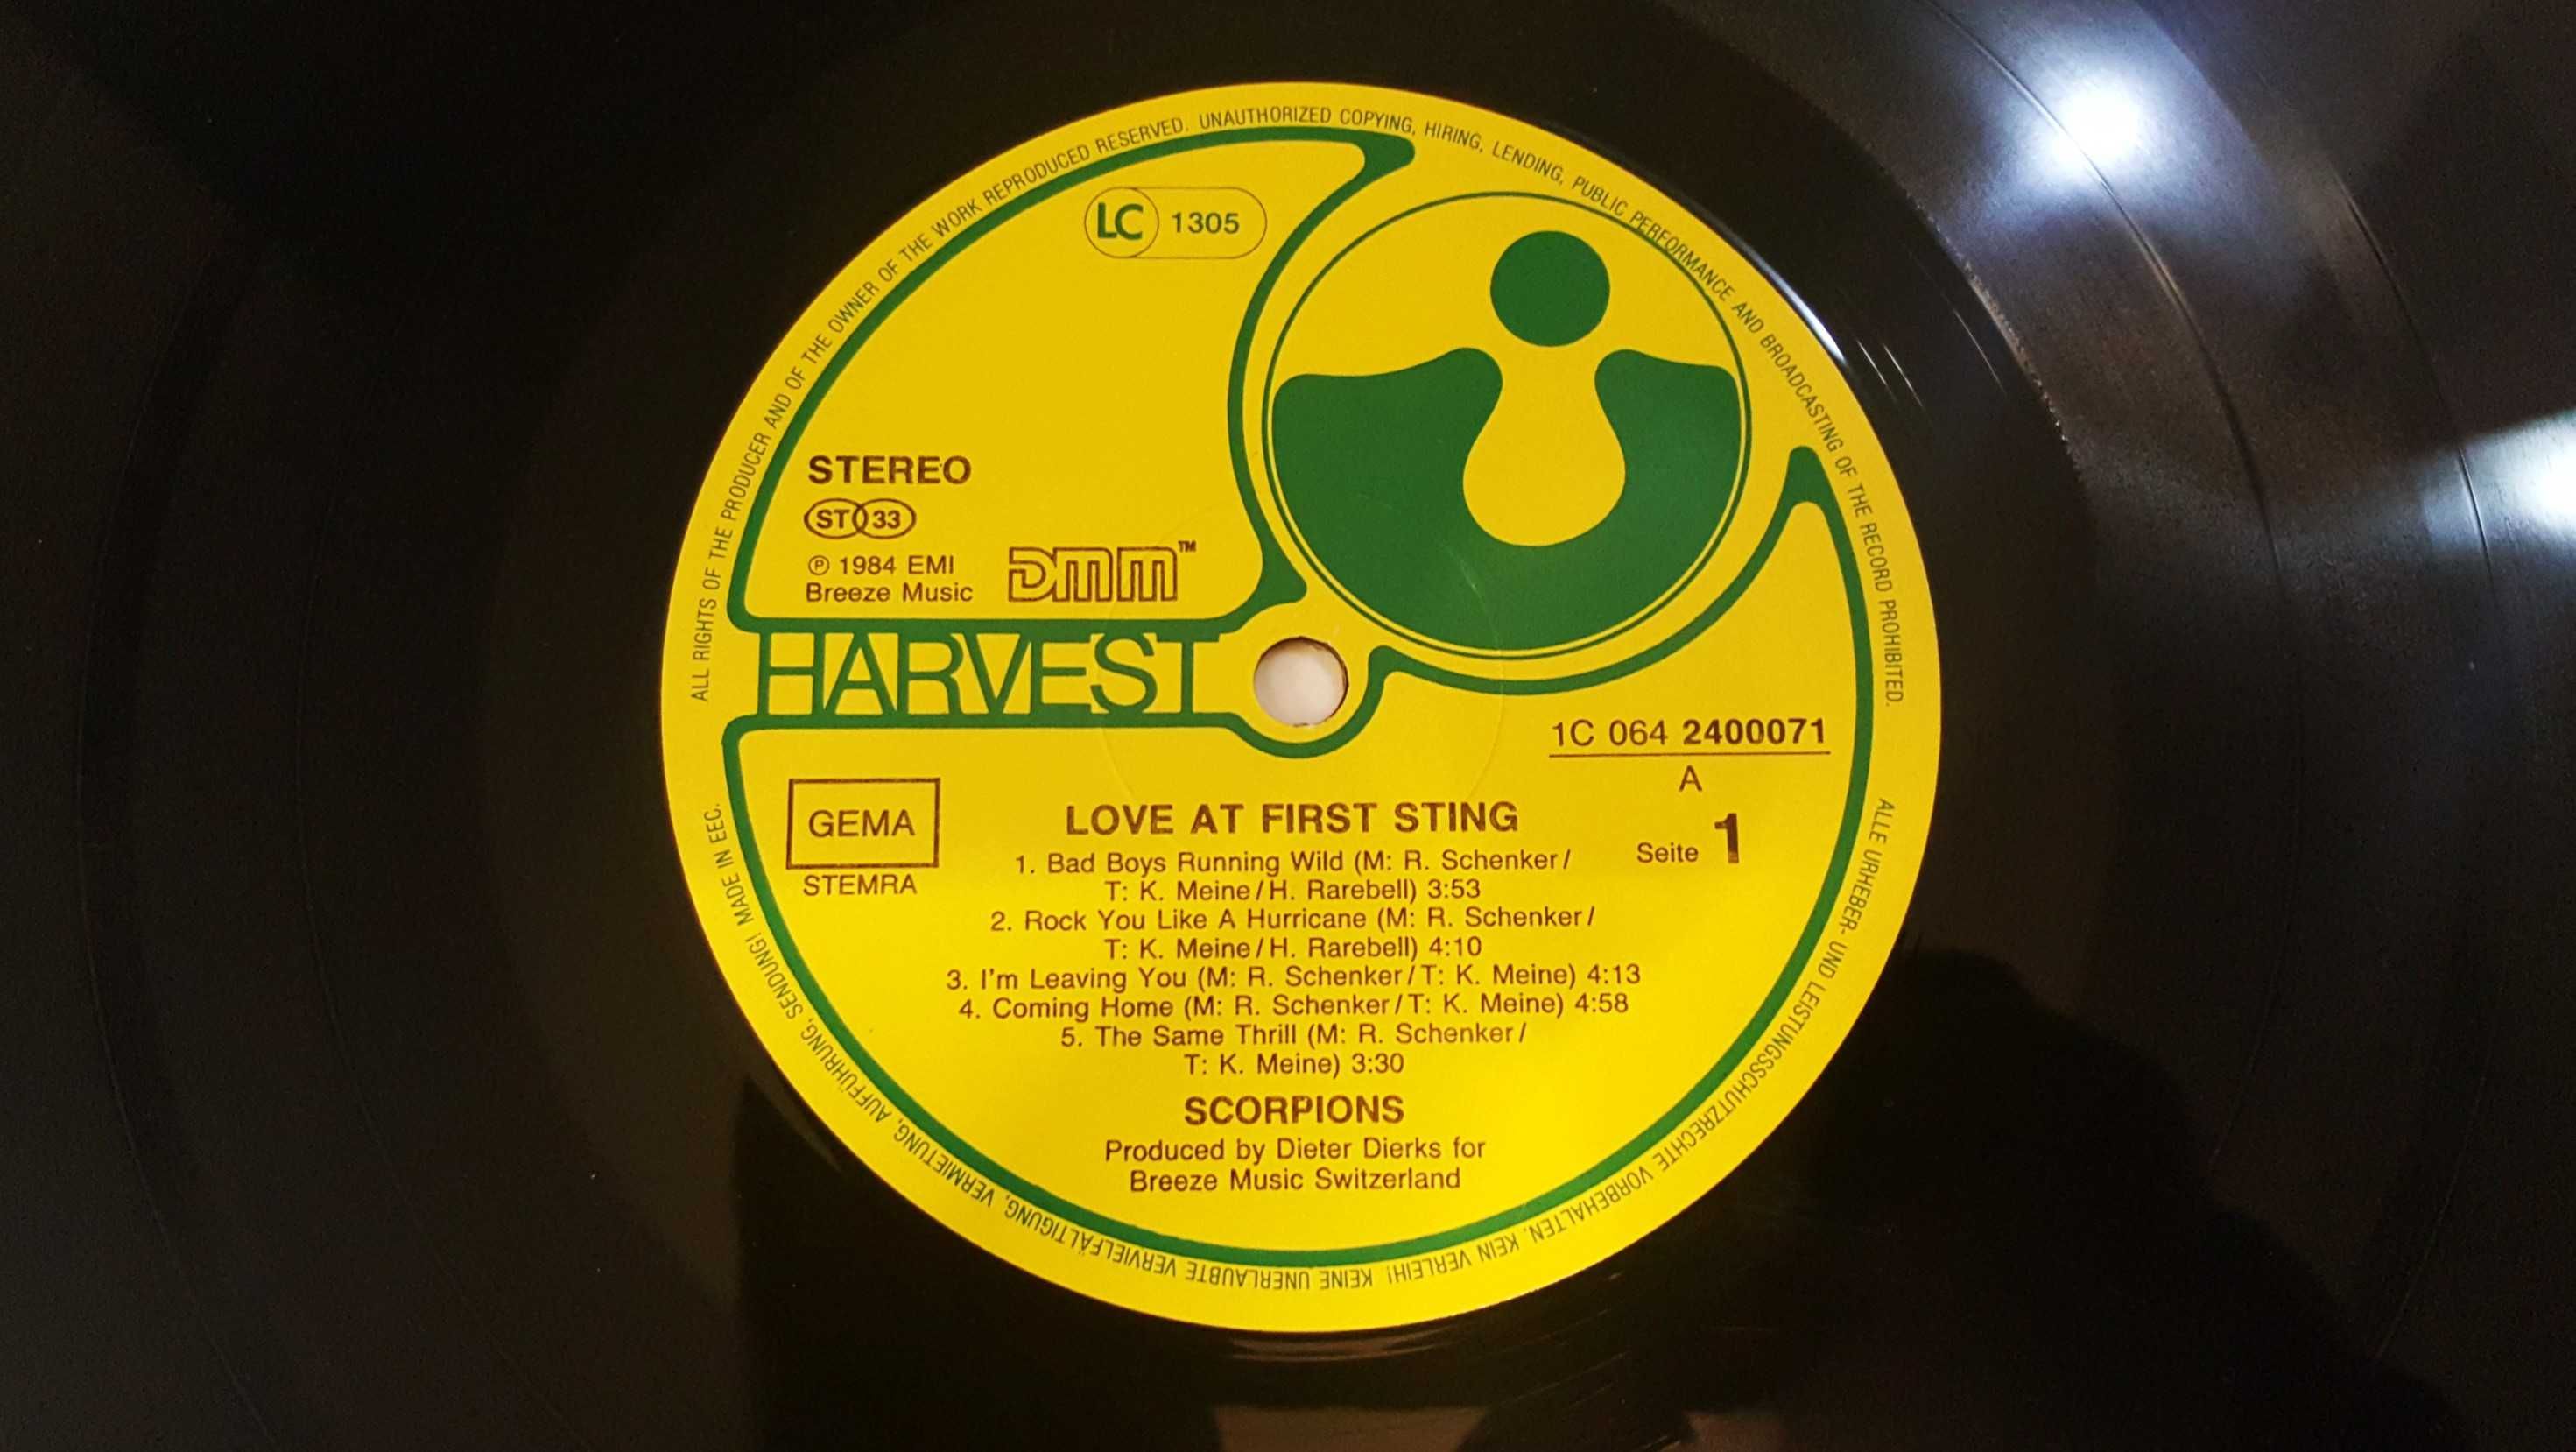 ALL RIGHTS OF THE PRODUCER AND OF THE OWNER OF THE WORK REPRODUCED RESERVED. UNAUTHORIZED COPYING, HIRING, LENDING, PUBLIC PERFORMANCE AND BROADCASTING OF THE RECORD PROHIBITED.
LC 1305
STEREO
ST 33
℗ 1984 EMI
Breeze Music
DMM™
HARVEST
1C 064 2400071
A
Seite 1
GEMA
STEMRA
LOVE AT FIRST STING
1. Bad Boys Running Wild (M: R. Schenker/
T: K. Meine/H. Rarebell) 3:53
2. Rock You Like A Hurricane (M: R. Schenker/
T: K. Meine/H. Rarebell) 4:10
3. I'm Leaving You (M: R. Schenker/T: K. Meine) 4:13
4. Coming Home (M: R. Schenker/T: K. Meine) 4:58
5. The Same Thrill (M: R. Schenker/
T: K. Meine) 3:30
SCORPIONS
Produced by Dieter Dierks for
Breeze Music Switzerland
ALLE URHEBER- UND LEISTUNGSSCHUTZRECHTE VORBEHALTEN. KEIN VERLEIH! KEINE UNERLAUBTE VERVIELFÄLTIGUNG, VERMIETUNG, AUFFÜHRUNG, SENDUNG! MADE IN EEC.